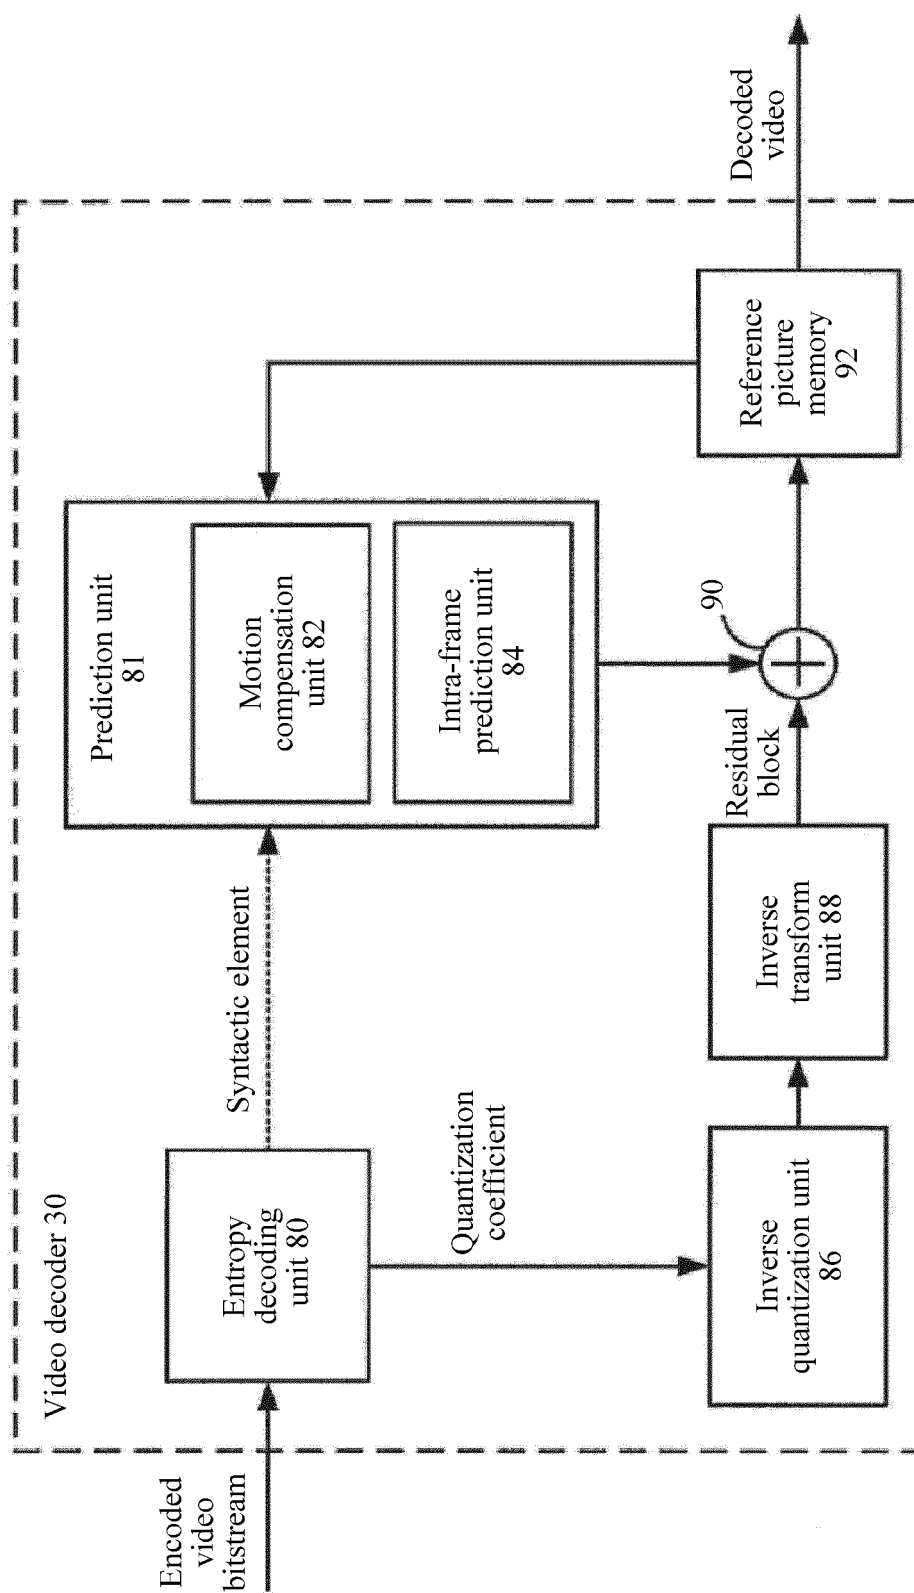 Video decoder 30
Encoded
video
bitstream
Entropy
decoding
unit 80
Syntactic element
Prediction unit
81
Motion
compensation
unit 82
Intra-frame
prediction unit
84
Quantization
coefficient
Inverse
quantization unit
86
Inverse
transform
unit 88
Residual
block
90
Reference
picture
memory
92
Decoded
video